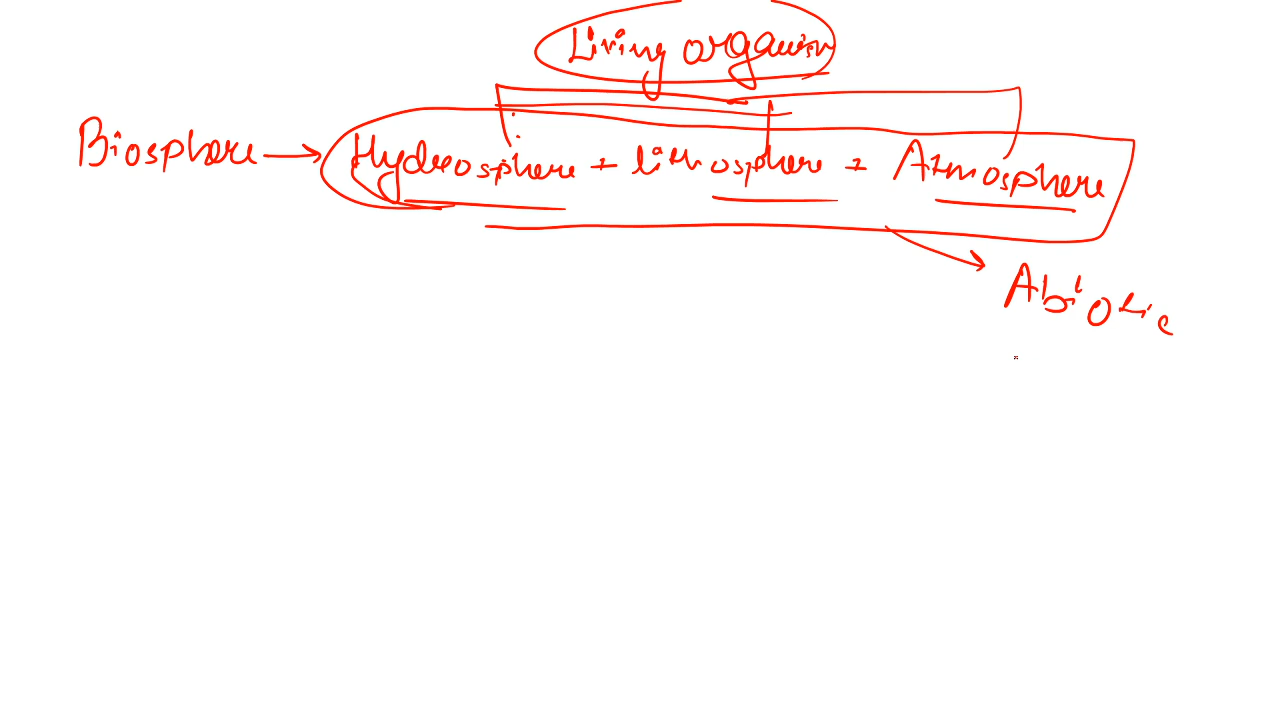 Living organism
Biosphere → Hydrosphere + lithosphere + Atmosphere
Abiotic